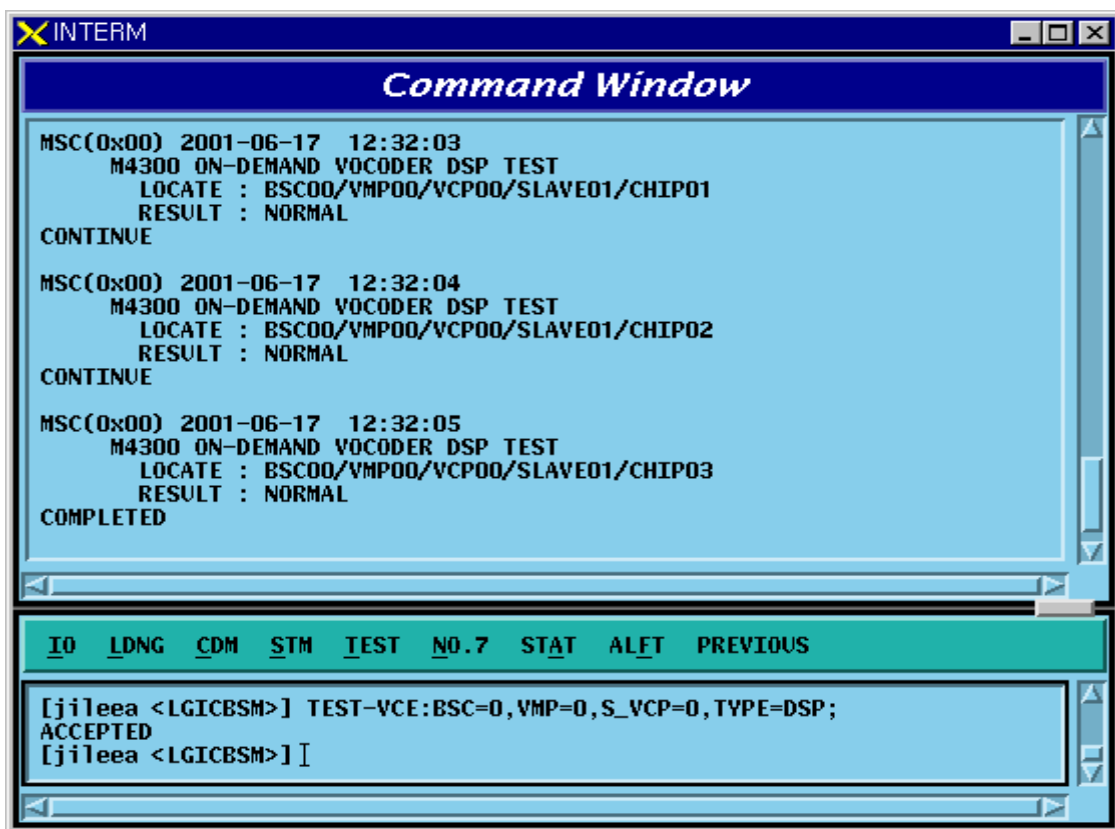 INTERM
Command Window
MSC(0x00) 2001-06-17  12:32:03
M4300 ON-DEMAND VOCODER DSP TEST
LOCATE : BSC00/VMP00/VCP00/SLAVE01/CHIP01
RESULT : NORMAL
CONTINUE
MSC(0x00) 2001-06-17  12:32:04
M4300 ON-DEMAND VOCODER DSP TEST
LOCATE : BSC00/VMP00/VCP00/SLAVE01/CHIP02
RESULT : NORMAL
CONTINUE
MSC(0x00) 2001-06-17  12:32:05
M4300 ON-DEMAND VOCODER DSP TEST
LOCATE : BSC00/VMP00/VCP00/SLAVE01/CHIP03
RESULT : NORMAL
COMPLETED
IO LDNG CDM STM TEST NO.7 STAT ALFT PREVIOUS
[jileea <LGICBSM>] TEST-VCE:BSC=0,VMP=0,S_VCP=0,TYPE=DSP;
ACCEPTED
[jileea <LGICBSM>]